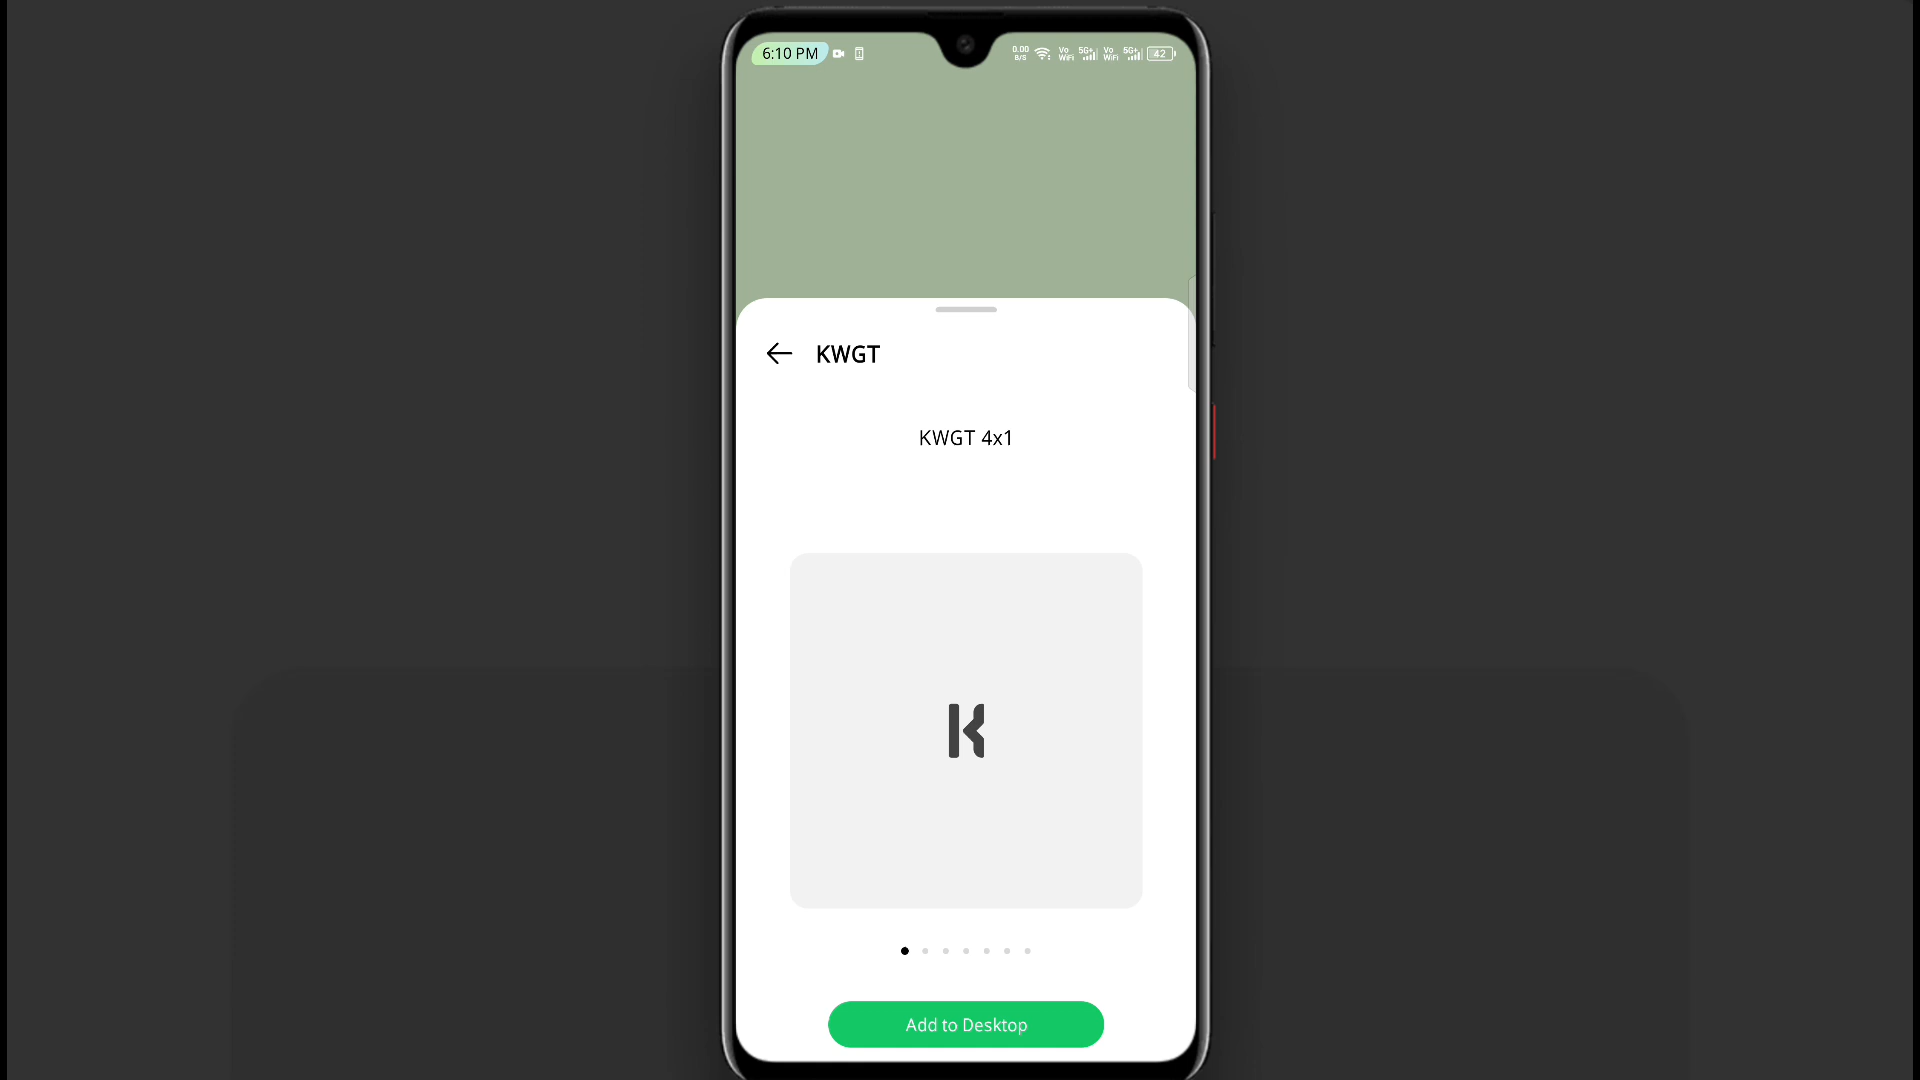 6:10 PM
0.00 B/S Vo WiFi 5G+ Vo WiFi 5G+ 42
KWGT
KWGT 4x1
Add to Desktop